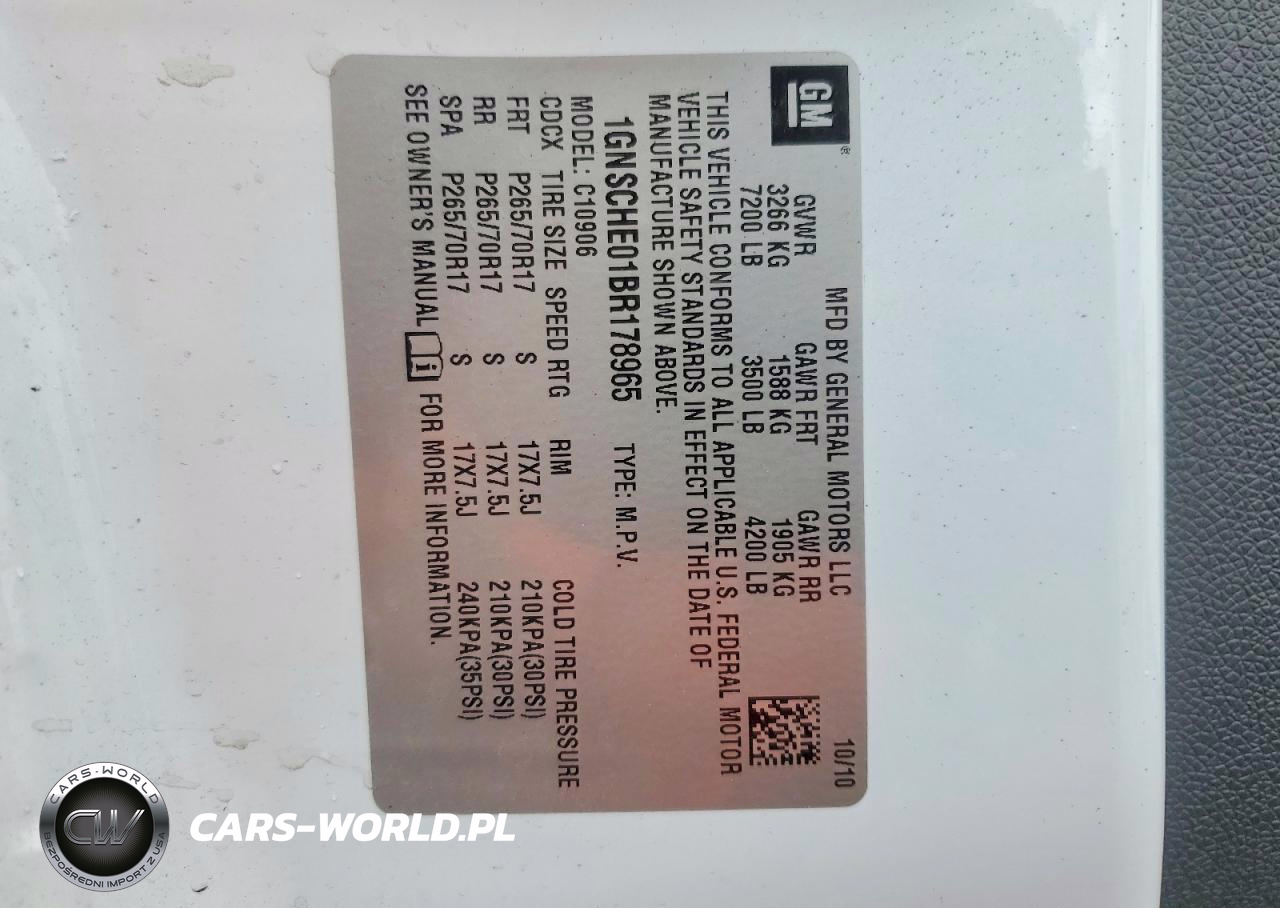 GM®
MFD BY GENERAL MOTORS LLC 10/10
GVWR GAWR FRT GAWR RR
3266 KG 1588 KG 1905 KG
7200 LB 3500 LB 4200 LB
THIS VEHICLE CONFORMS TO ALL APPLICABLE U.S. FEDERAL MOTOR
VEHICLE SAFETY STANDARDS IN EFFECT ON THE DATE OF
MANUFACTURE SHOWN ABOVE.
1GNSCHE01BR178965 TYPE: M.P.V.
MODEL: C10906
CDCX TIRE SIZE SPEED RTG RIM COLD TIRE PRESSURE
FRT P265/70R17 S 17X7.5J 210KPA(30PSI)
RR P265/70R17 S 17X7.5J 210KPA(30PSI)
SPA P265/70R17 S 17X7.5J 240KPA(35PSI)
SEE OWNER'S MANUAL i FOR MORE INFORMATION.
CARS-WORLD
CW
BEZPOŚREDNI IMPORT Z USA
CARS-WORLD.PL